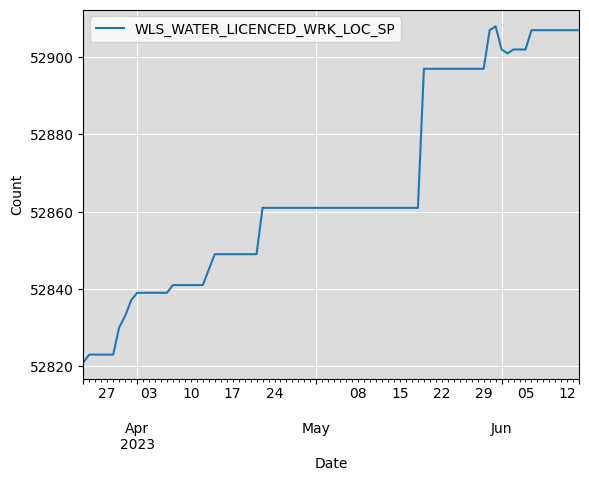 WLS_WATER_LICENCED_WRK_LOC_SP
52900
52880
52860
52840
52820
Count
27 03 10 17 24 08 15 22 29 05 12
Apr May Jun
2023
Date